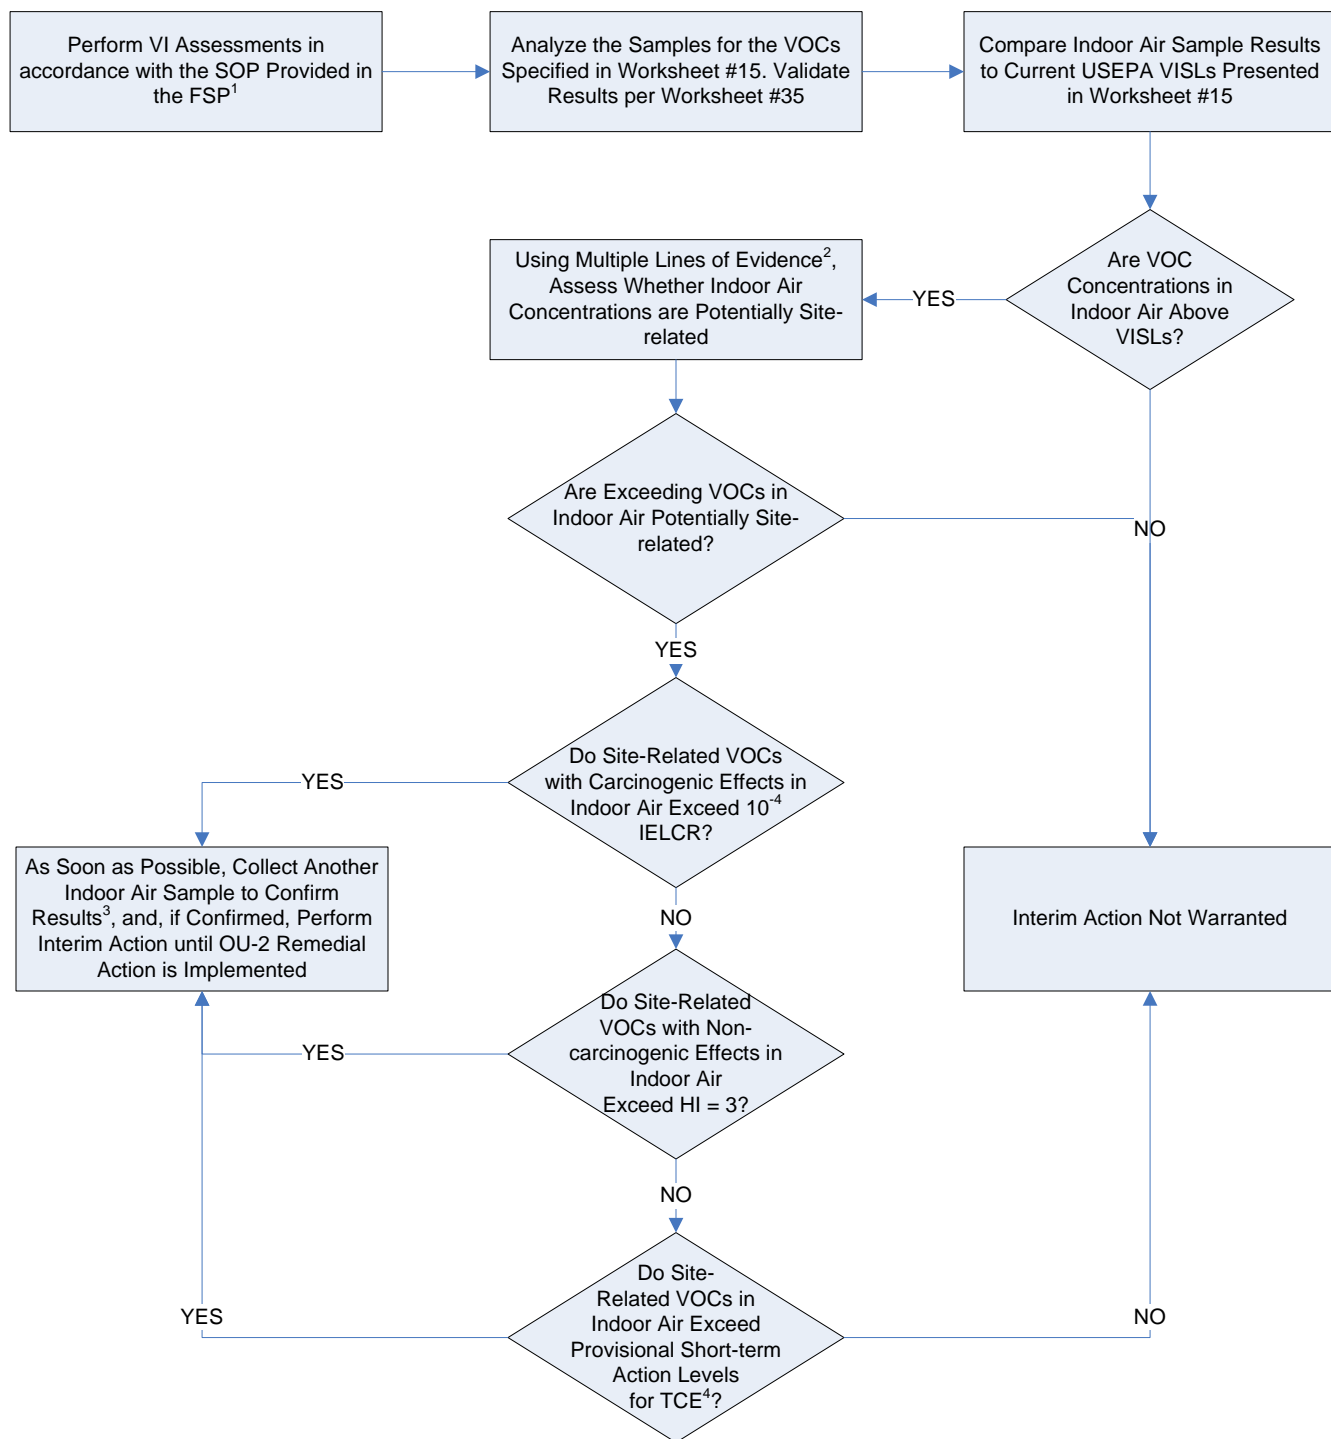 Perform VI Assessments in
accordance with the SOP Provided in
the FSP1
Analyze the Samples for the VOCs
Specified in Worksheet #15. Validate
Results per Worksheet #35
Compare Indoor Air Sample Results
to Current USEPA VISLs Presented
in Worksheet #15
Are VOC
Concentrations in
Indoor Air Above
VISLs?
YES
Using Multiple Lines of Evidence2,
Assess Whether Indoor Air
Concentrations are Potentially Site-
related
Are Exceeding VOCs in
Indoor Air Potentially Site-
related?
NO
YES
Do Site-Related VOCs
with Carcinogenic Effects in
Indoor Air Exceed 10-4
IELCR?
YES
As Soon as Possible, Collect Another
Indoor Air Sample to Confirm
Results3, and, if Confirmed, Perform
Interim Action until OU-2 Remedial
Action is Implemented
Interim Action Not Warranted
NO
Do Site-Related
VOCs with Non-
carcinogenic Effects in
Indoor Air
Exceed HI = 3?
YES
NO
Do Site-
Related VOCs in
Indoor Air Exceed
Provisional Short-term
Action Levels
for TCE4?
YES
NO